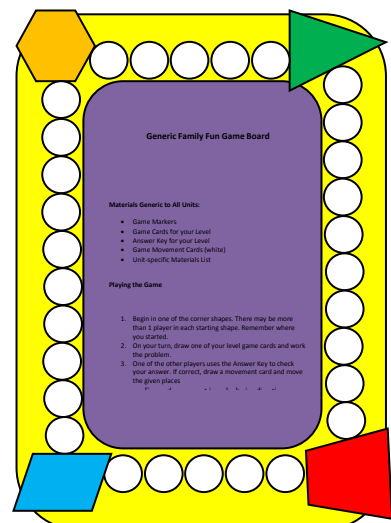 Generic Family Fun Game Board
Materials Generic to All Units:
• Game Markers
• Game Cards for your Level
• Answer Key for your Level
• Game Movement Cards (white)
• Unit-specific Materials List
Playing the Game
1. Begin in one of the corner shapes. There may be more
than 1 player in each starting shape. Remember where
you started.
2. On your turn, draw one of your level game cards and work
the problem.
3. One of the other players uses the Answer Key to check
your answer. If correct, draw a movement card and move
the given places